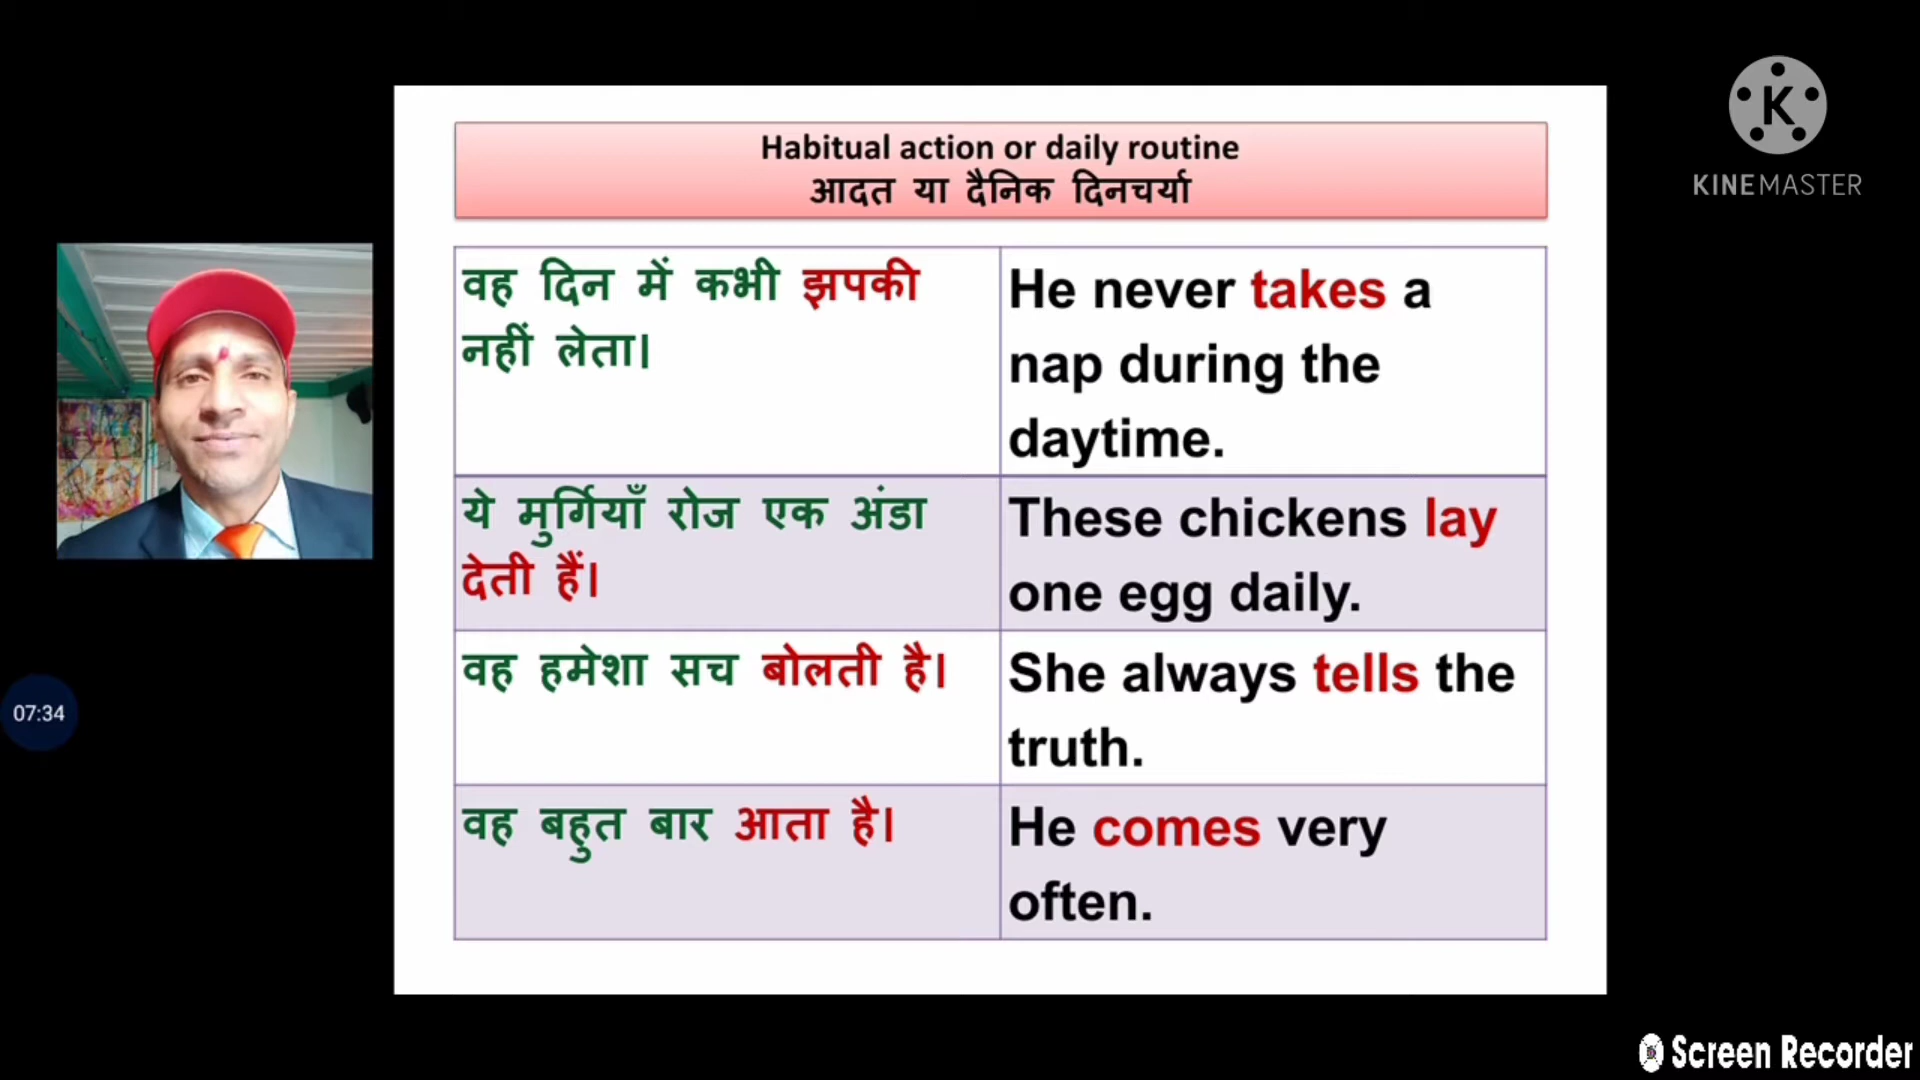 Habitual action or daily routine
आदत या दैनिक दिनचर्या
वह दिन में कभी झपकी
नहीं लेता।
He never takes a
nap during the
daytime.
ये मुर्गियाँ रोज एक अंडा
देती हैं।
These chickens lay
one egg daily.
वह हमेशा सच बोलती है।
She always tells the
truth.
वह बहुत बार आता है।
He comes very
often.
K
KINEMASTER
07:34
Screen Recorder